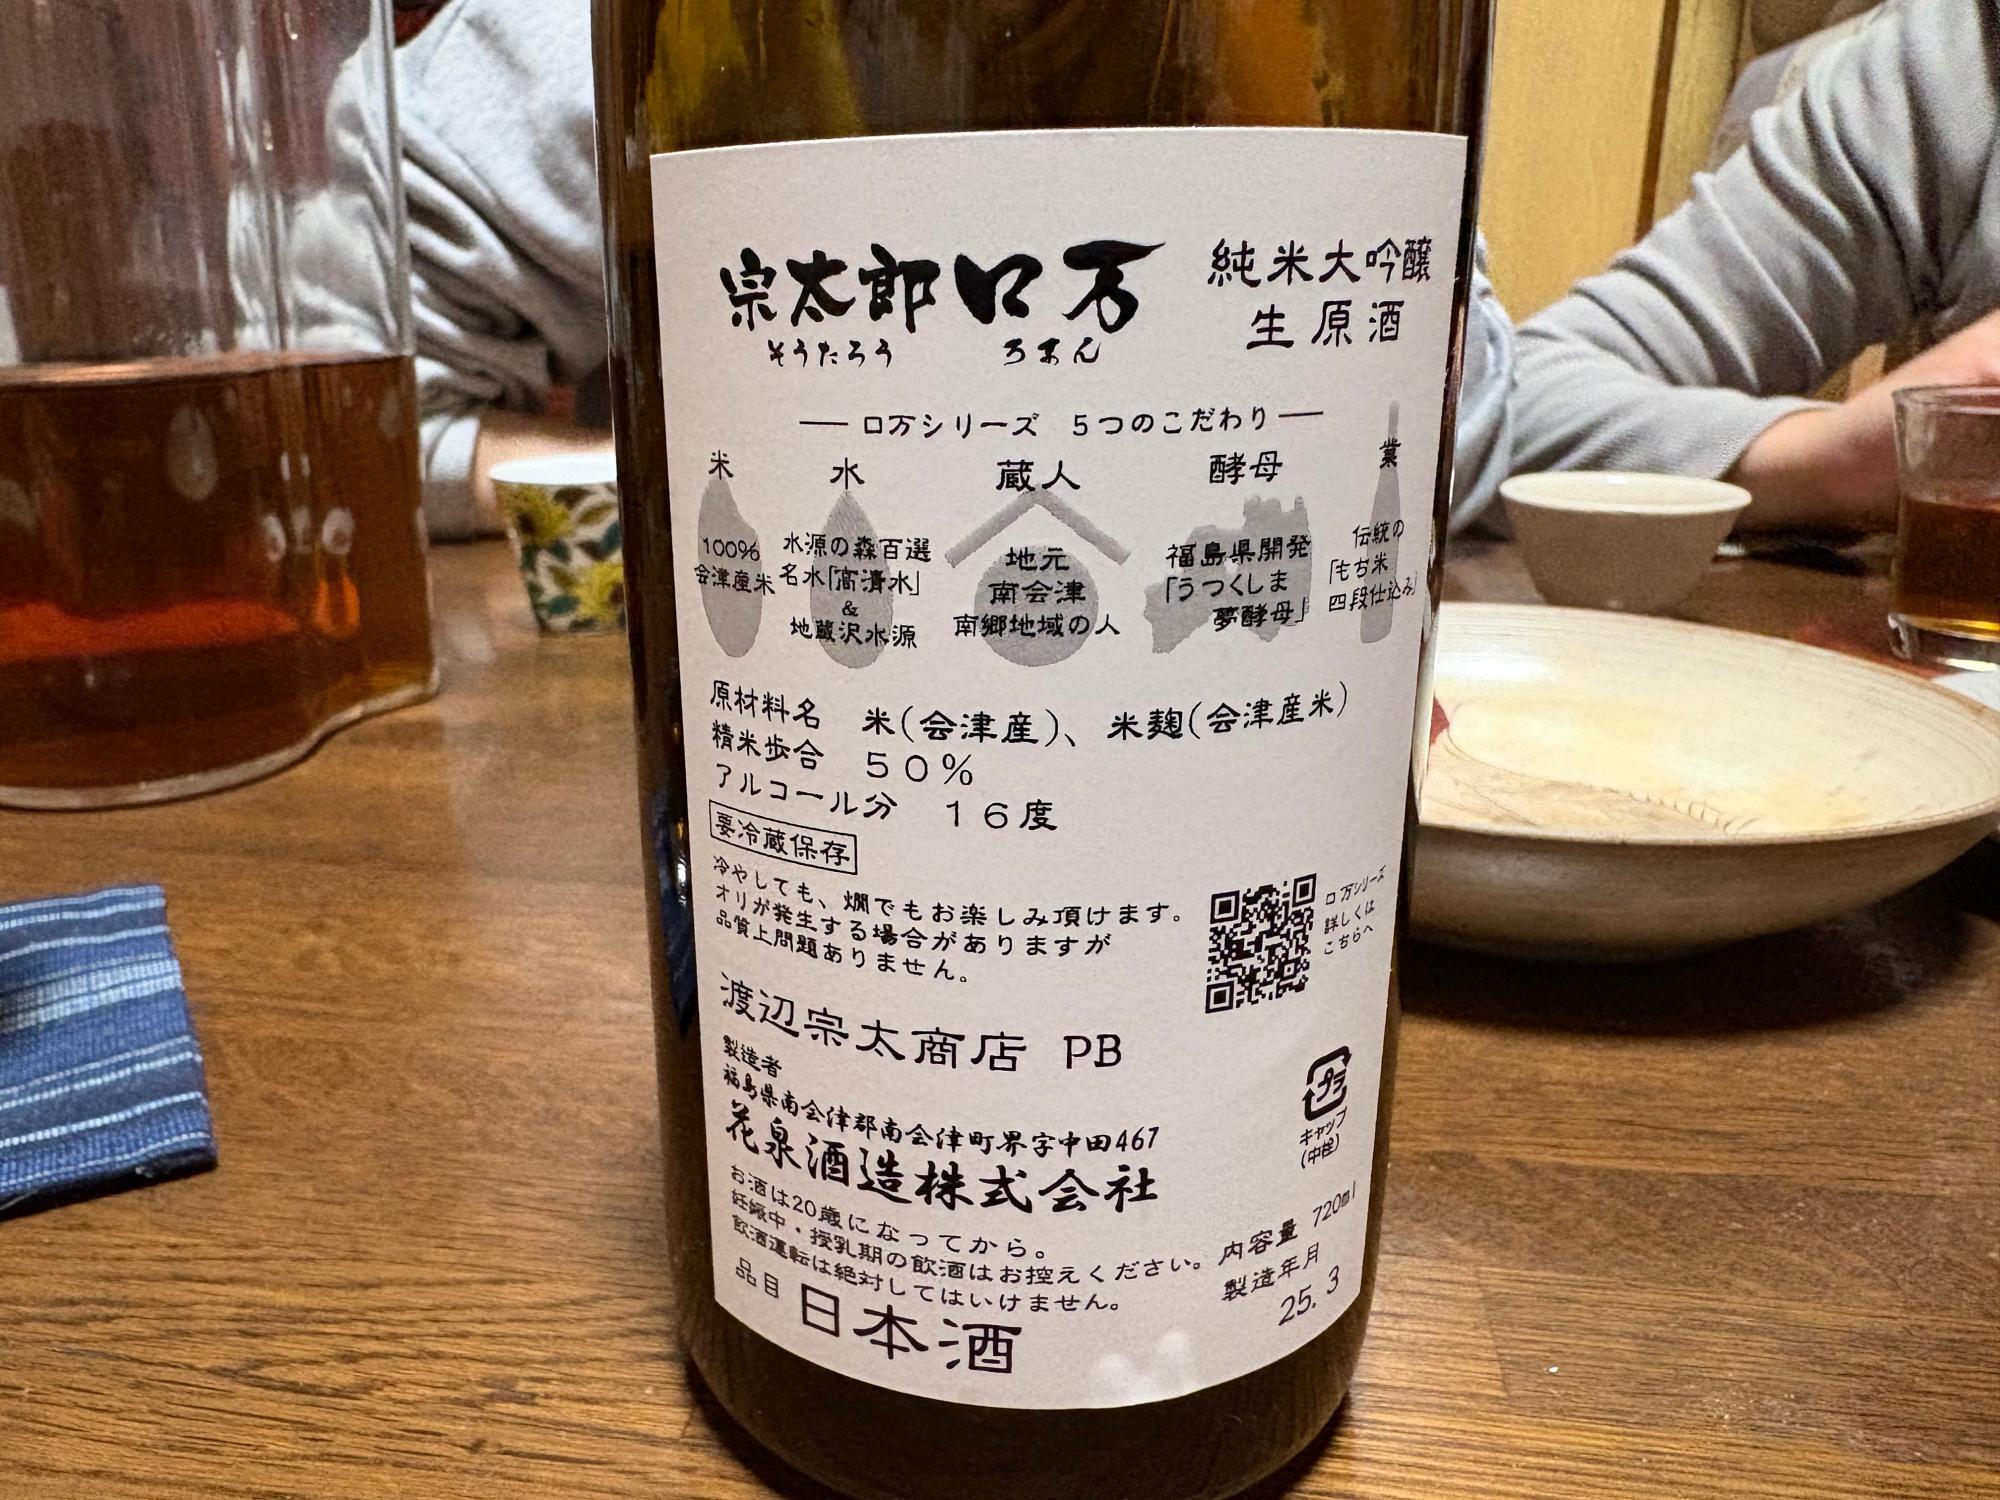 宗太郎ロ万
そうたろう ろまん
純米大吟醸
生原酒
ロ万シリーズ 5つのこだわり
米
100%
会津産米
水
水源の森百選
名水「高清水」
&
地蔵沢水源
蔵人
地元
南会津
南郷地域の人
酵母
福島県開発
「うつくしま
夢酵母」
業
伝統の
「もち米
四段仕込み」
原材料名 米(会津産)、米麹(会津産米)
精米歩合 50%
アルコール分 16度
要冷蔵保存
冷やしても、燗でもお楽しみ頂けます。
オリが発生する場合がありますが
品質上問題ありません。
ロ万シリーズ
詳しくは
こちらへ
渡辺宗太商店 PB
製造者
福島県南会津郡南会津町界字中田467
花泉酒造株式会社
プラ
キャップ
(中栓)
お酒は20歳になってから。
妊娠中・授乳期の飲酒はお控えください。
飲酒運転は絶対してはいけません。
品目 日本酒
内容量 720ml
製造年月
25. 3